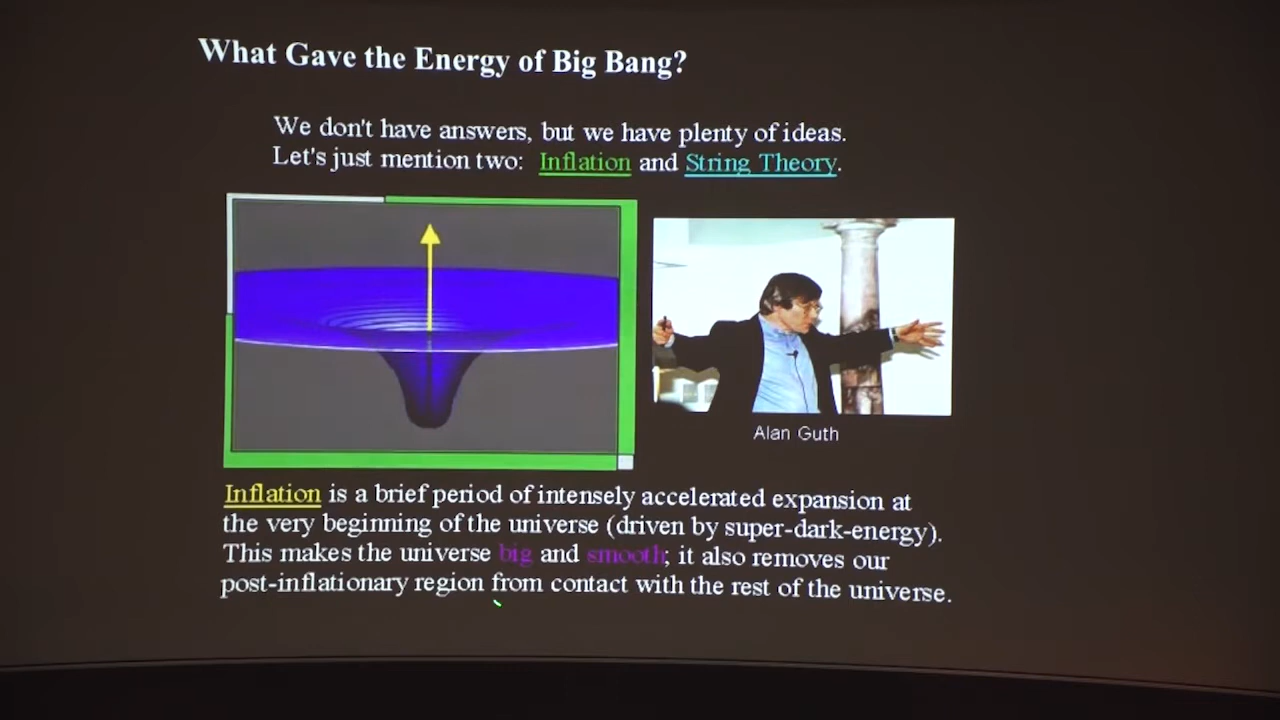 What Gave the Energy of Big Bang?
We don't have answers, but we have plenty of ideas.
Let's just mention two: Inflation and String Theory.
Alan Guth
Inflation is a brief period of intensely accelerated expansion at
the very beginning of the universe (driven by super-dark-energy).
This makes the universe big and smooth; it also removes our
post-inflationary region from contact with the rest of the universe.